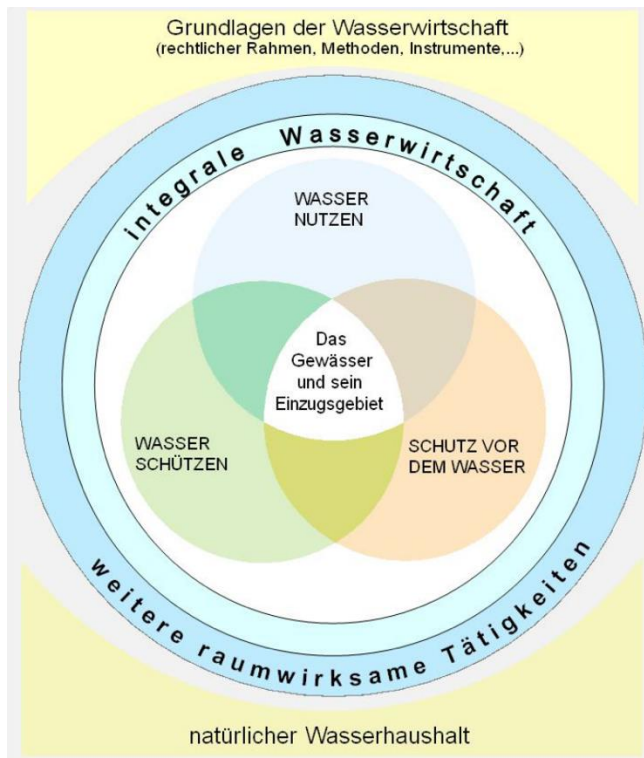 Grundlagen der Wasserwirtschaft
(rechtlicher Rahmen, Methoden, Instrumente,...)
integrale Wasserwirtschaft
WASSER
NUTZEN
Das
Gewässer
und sein
Einzugsgebiet
WASSER
SCHÜTZEN
SCHUTZ VOR
DEM WASSER
weitere raumwirksame Tätigkeiten
natürlicher Wasserhaushalt